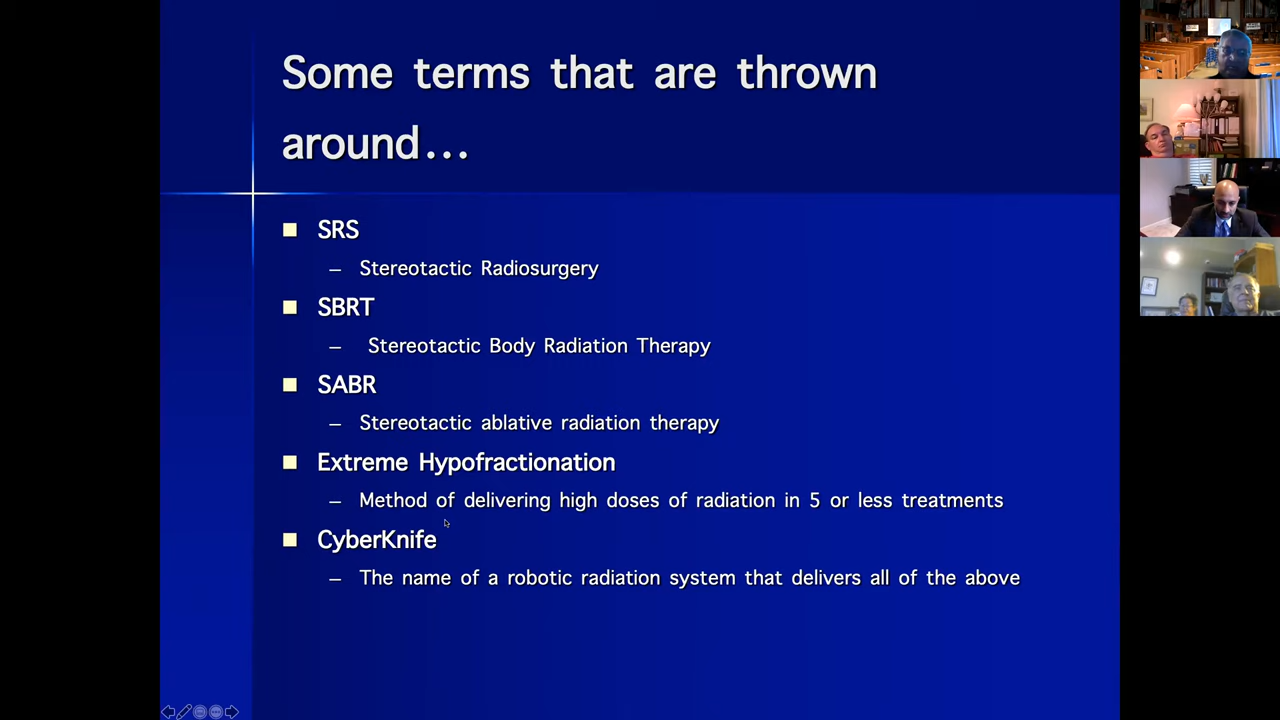 Some terms that are thrown
around...
■ SRS
– Stereotactic Radiosurgery
■ SBRT
– Stereotactic Body Radiation Therapy
■ SABR
– Stereotactic ablative radiation therapy
■ Extreme Hypofractionation
– Method of delivering high doses of radiation in 5 or less treatments
■ CyberKnife
– The name of a robotic radiation system that delivers all of the above